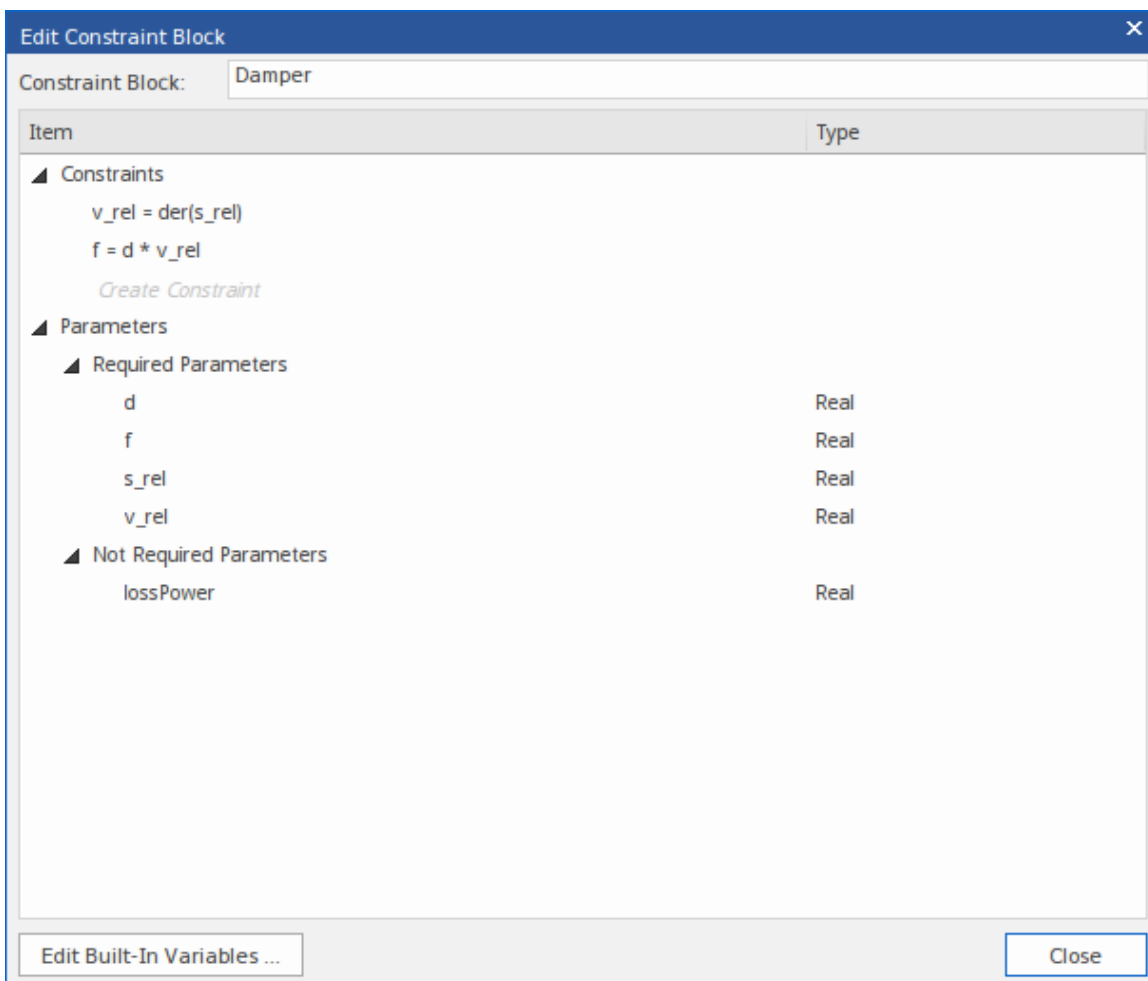 Edit Constraint Block
Constraint Block: Damper
Item Type
Constraints
v_rel = der(s_rel)
f = d * v_rel
Create Constraint
Parameters
Required Parameters
d Real
f Real
s_rel Real
v_rel Real
Not Required Parameters
lossPower Real
Edit Built-In Variables ... Close